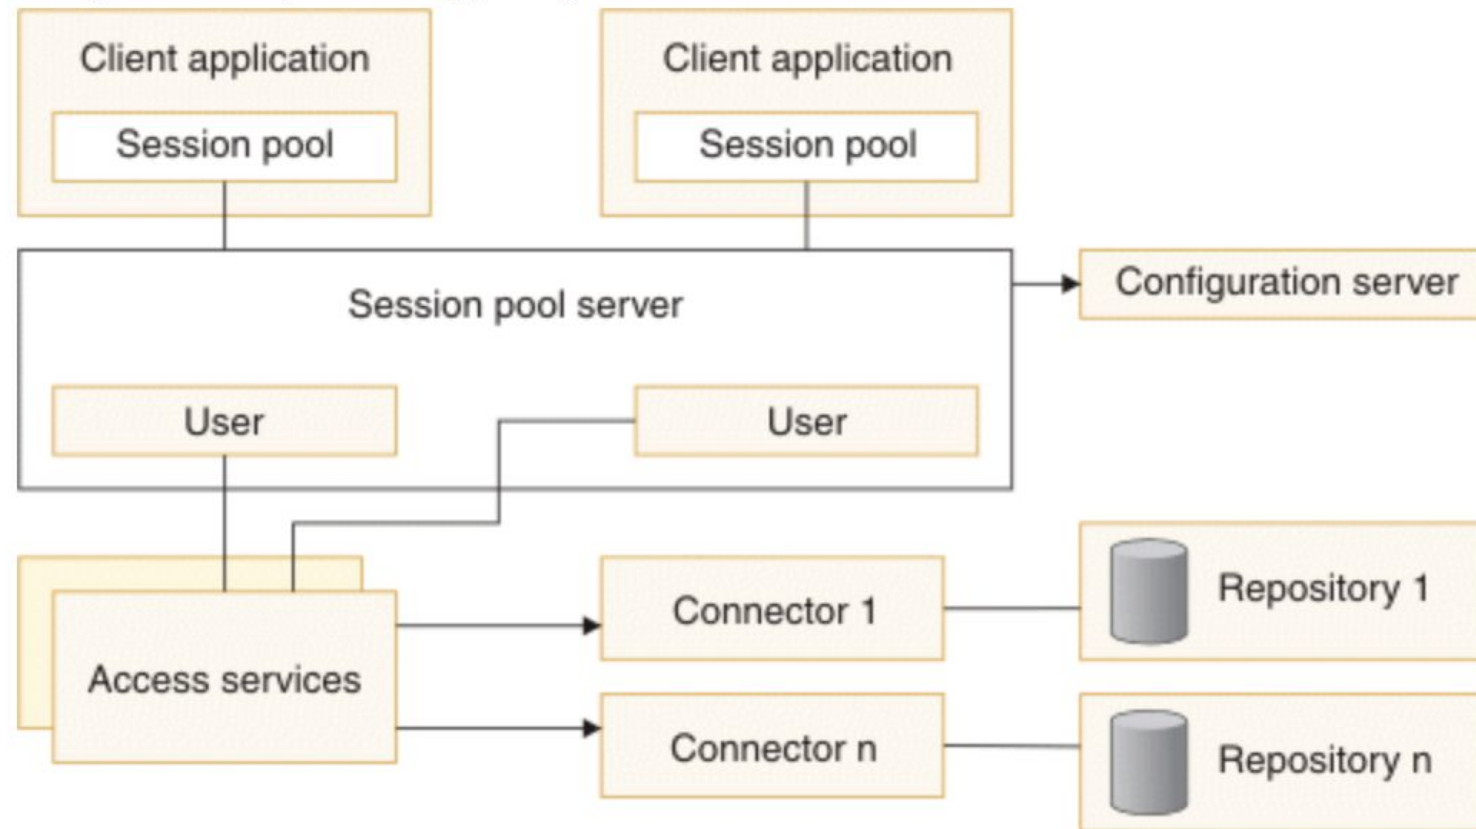 Client application
Client application
Session pool
Session pool
Session pool server
Configuration server
User
User
Access services
Connector 1
Repository 1
Connector n
Repository n